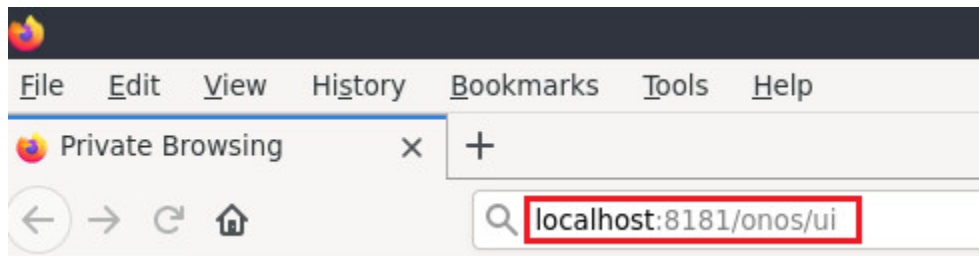 File Edit View History Bookmarks Tools Help
Private Browsing
localhost:8181/onos/ui